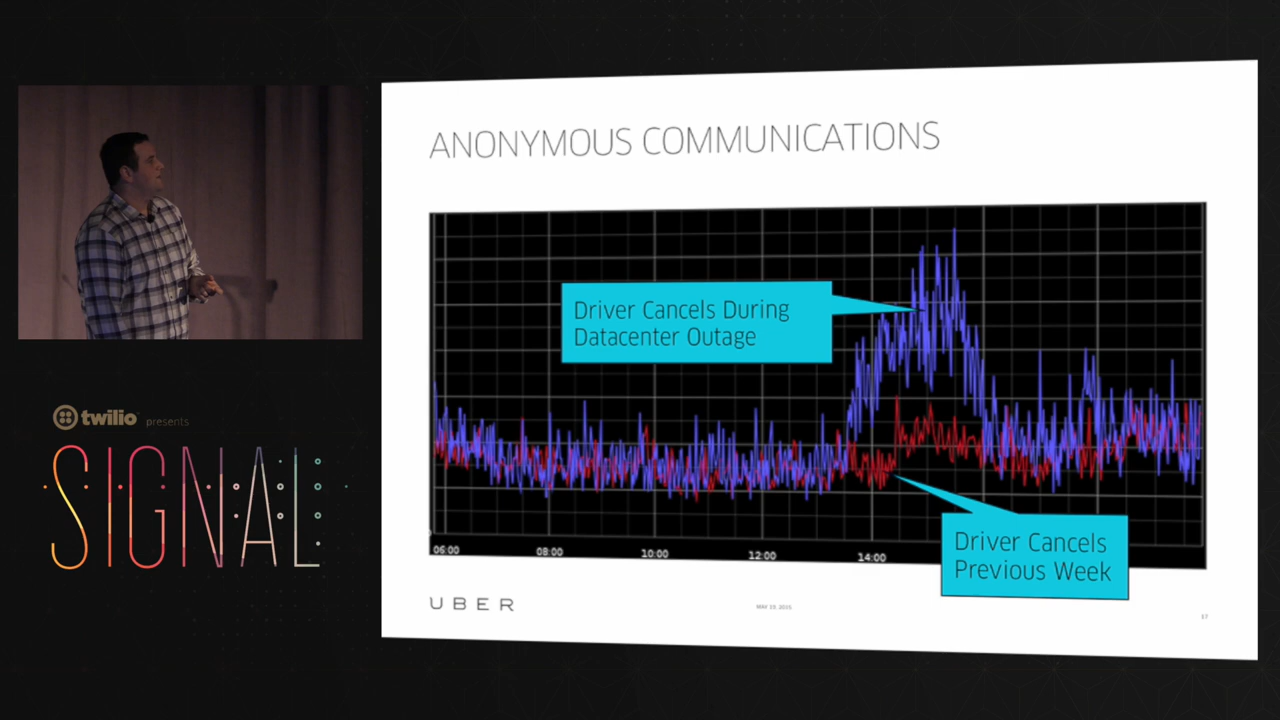 ANONYMOUS COMMUNICATIONS
Driver Cancels During
Datacenter Outage
Driver Cancels
Previous Week
06:00
08:00
10:00
12:00
14:00
UBER
17
twilio presents
SIGNAL